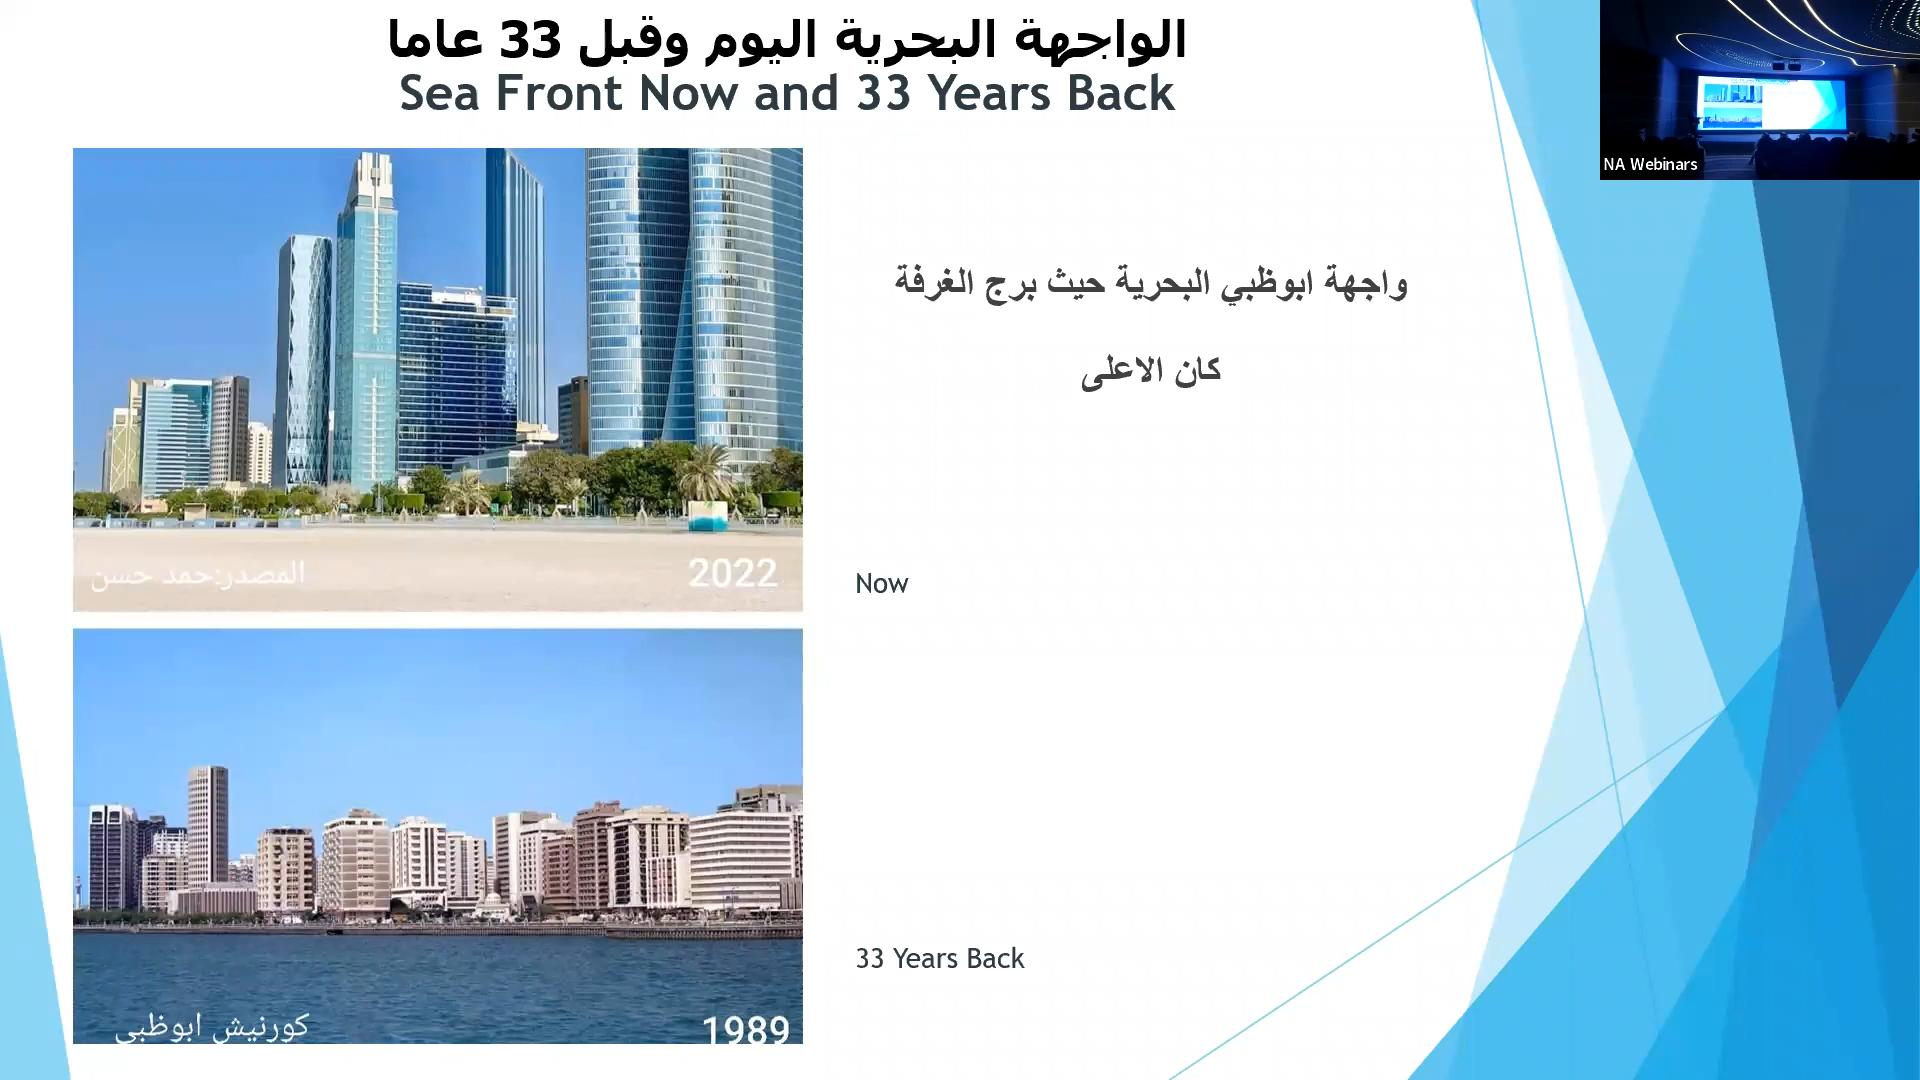 الواجهة البحرية اليوم وقبل 33 عاما
Sea Front Now and 33 Years Back
NA Webinars
واجهة ابوظبي البحرية حيث برج الغرفة
كان الاعلى
المصدر:حمد حسن
2022
Now
33 Years Back
كورنيش ابوظبي
1989